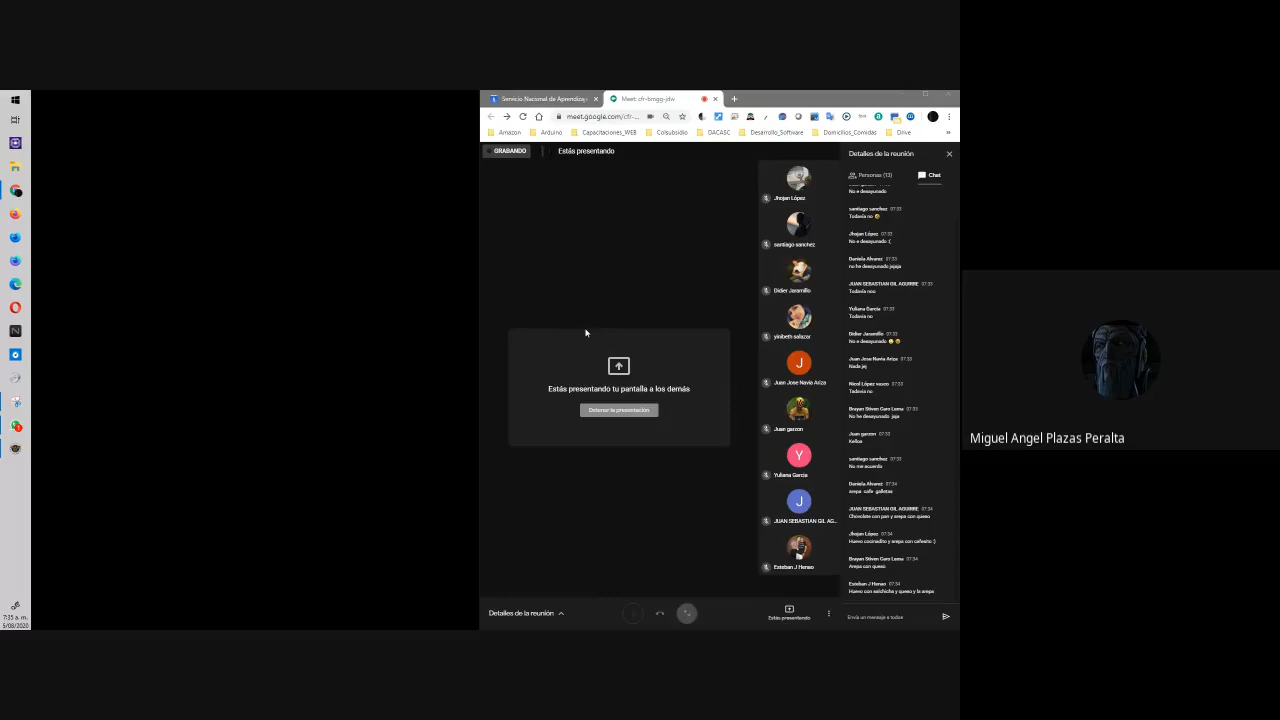 Servicio Nacional de Aprendizaj
Meet: cfr-bmgg-jdw
meet.google.com/cfr-
Amazon
Arduino
Capacitaciones_WEB
Colsubsidio
DACASC
Desarrollo_Software
Domicilios_Comidas
Drive
GRABANDO
Estás presentando
Detalles de la reunión
Personas (13)
Chat
No e desayunado
santiago sanchez 07:33
Todavía no
Jhojan López 07:33
No e desayunado :(
Daniela Alvarez 07:33
no he desayunado jajaja
JUAN SEBASTIAN GIL AGUIRRE 07:33
Todavia noo
Yuliana Garcia 07:33
Todavia no
Didier Jaramillo 07:33
No e desayunado
Juan Jose Navia Ariza 07:33
Nada jej
Nicol López vasco 07:33
Todavia no
Brayan Stiven Caro Loma 07:33
No he desayunado jaja
Juan garzon 07:33
Kellos
santiago sanchez 07:33
No me acuerdo
Daniela Alvarez 07:34
arepa cafe galletas
JUAN SEBASTIAN GIL AGUIRRE 07:34
Chocolate con pan y arepa con queso
Jhojan López 07:34
Huevo cocinadito y arepa con cafesito :)
Brayan Stiven Caro Loma 07:34
Arepa con queso
Esteban J Henao 07:34
Huevo con salchicha y queso y la arepa
Envía un mensaje a todos
Jhojan López
santiago sanchez
Didier Jaramillo
yinibeth salazar
J
Juan Jose Navia Ariza
Juan garzon
Y
Yuliana Garcia
J
JUAN SEBASTIAN GIL AG...
Esteban J Henao
Estás presentando tu pantalla a los demás
Detener la presentación
Detalles de la reunión
Estás presentando
7:35 a. m.
5/08/2020
Miguel Angel Plazas Peralta